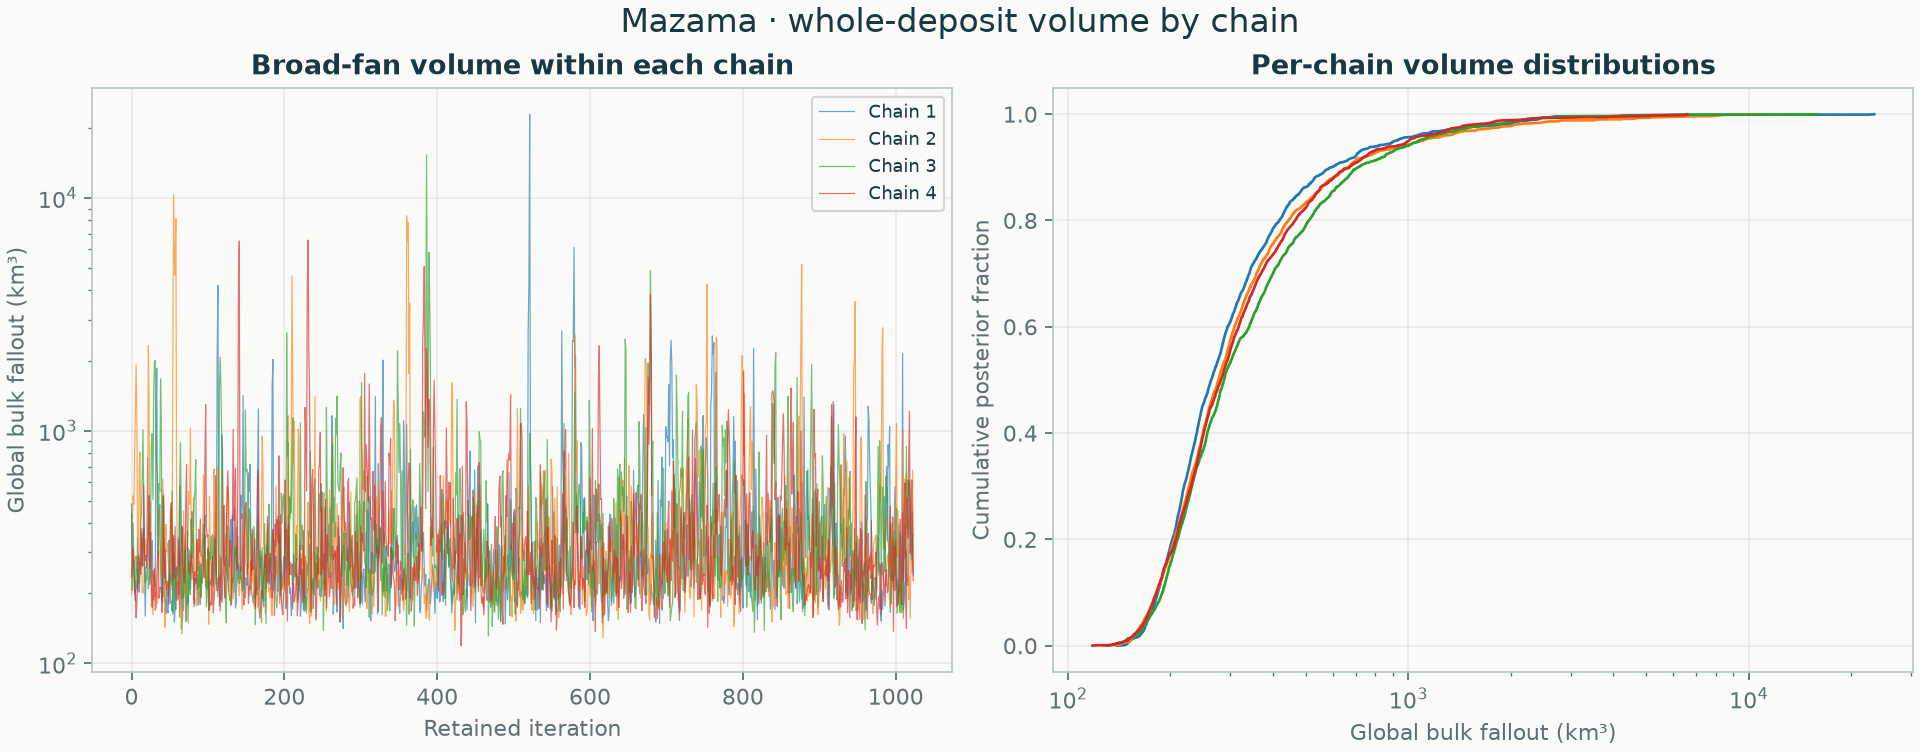 Mazama · whole-deposit volume by chain
Broad-fan volume within each chain
Global bulk fallout (km³)
10⁴
10³
10²
0 200 400 600 800 1000
Retained iteration
Chain 1
Chain 2
Chain 3
Chain 4
Per-chain volume distributions
Cumulative posterior fraction
1.0
0.8
0.6
0.4
0.2
0.0
10² 10³ 10⁴
Global bulk fallout (km³)